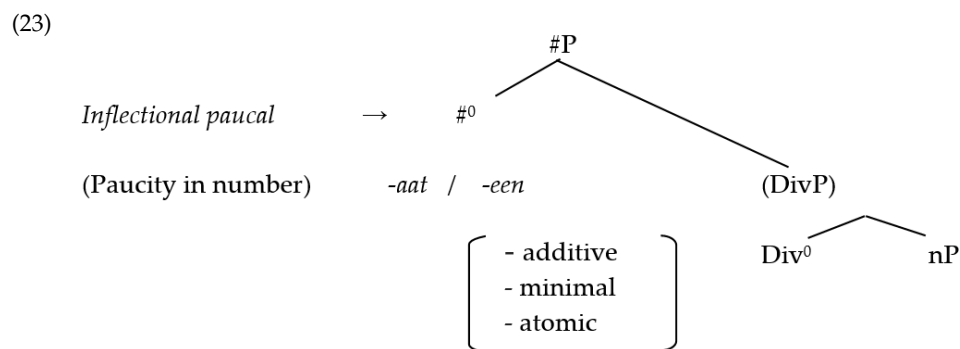 (23)
#P
Inflectional paucal → #⁰
(Paucity in number) -aat / -een (DivP)
- additive
Div⁰ nP
- minimal
- atomic